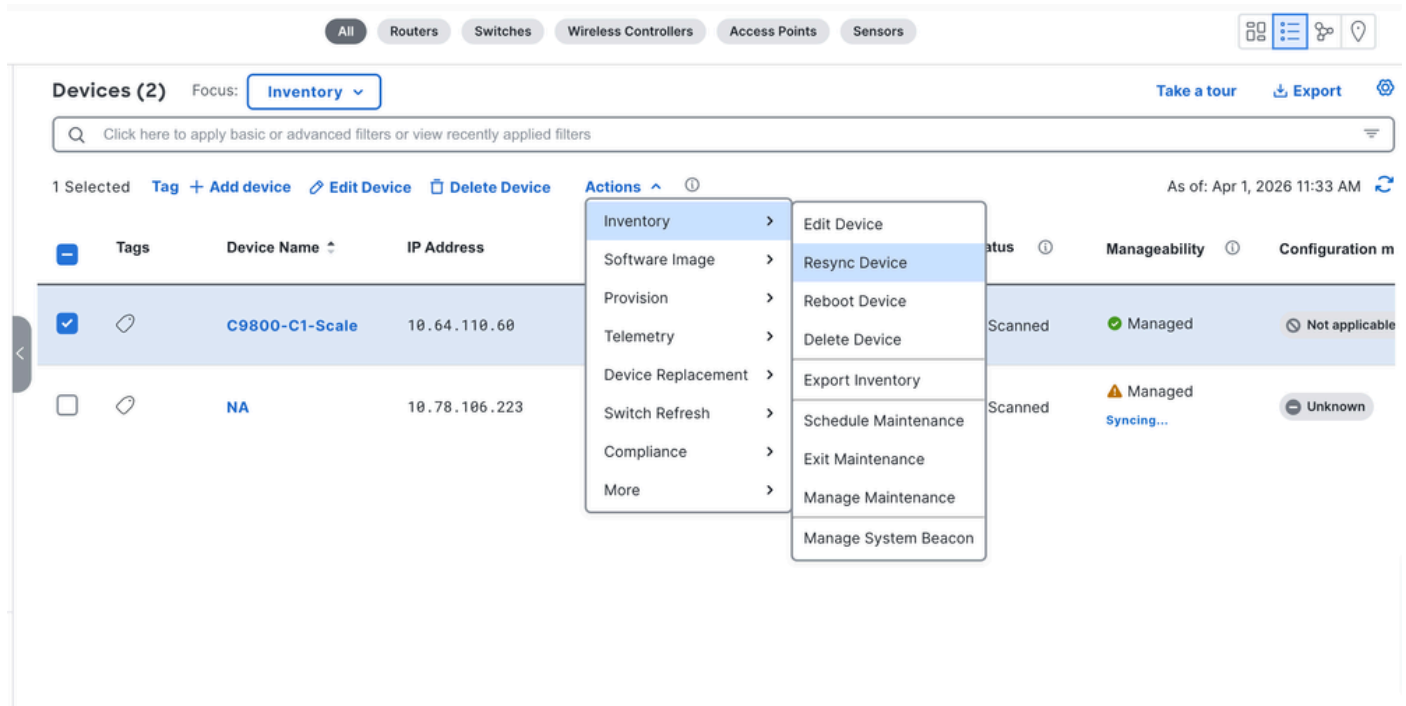 All Routers Switches Wireless Controllers Access Points Sensors
Devices (2) Focus: Inventory Take a tour Export
Click here to apply basic or advanced filters or view recently applied filters
1 Selected Tag + Add device Edit Device Delete Device Actions As of: Apr 1, 2026 11:33 AM
Tags Device Name IP Address atus Manageability Configuration m
C9800-C1-Scale 10.64.110.60 Scanned Managed Not applicable
NA 10.78.106.223 Scanned Managed Unknown
Syncing...
Inventory
Software Image
Provision
Telemetry
Device Replacement
Switch Refresh
Compliance
More
Edit Device
Resync Device
Reboot Device
Delete Device
Export Inventory
Schedule Maintenance
Exit Maintenance
Manage Maintenance
Manage System Beacon